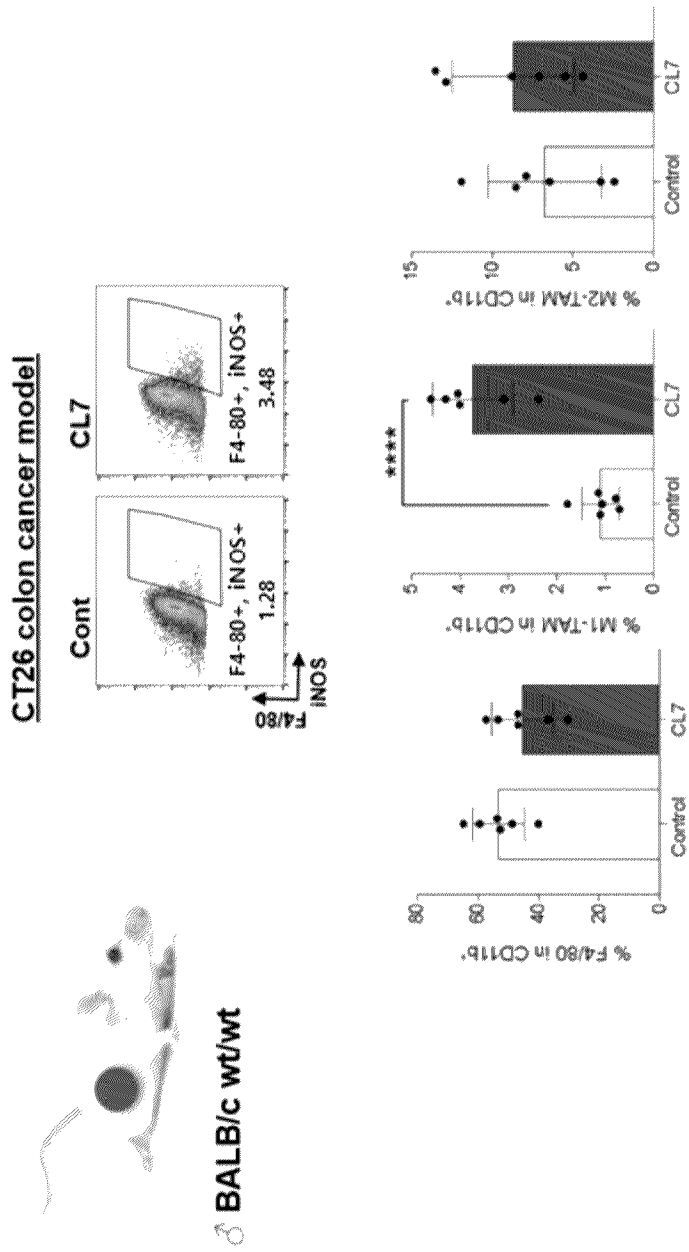 CT26 colon cancer model
♂ BALB/c wt/wt
Cont
CL7
F4/80
iNOS
F4-80+, iNOS+
1.28
F4-80+, iNOS+
3.48
% F4/80 in CD11b⁺
80
60
40
20
0
Control
CL7
% M1-TAM in CD11b⁺
5
4
3
2
1
0
****
Control
CL7
% M2-TAM in CD11b⁺
15
10
5
0
Control
CL7